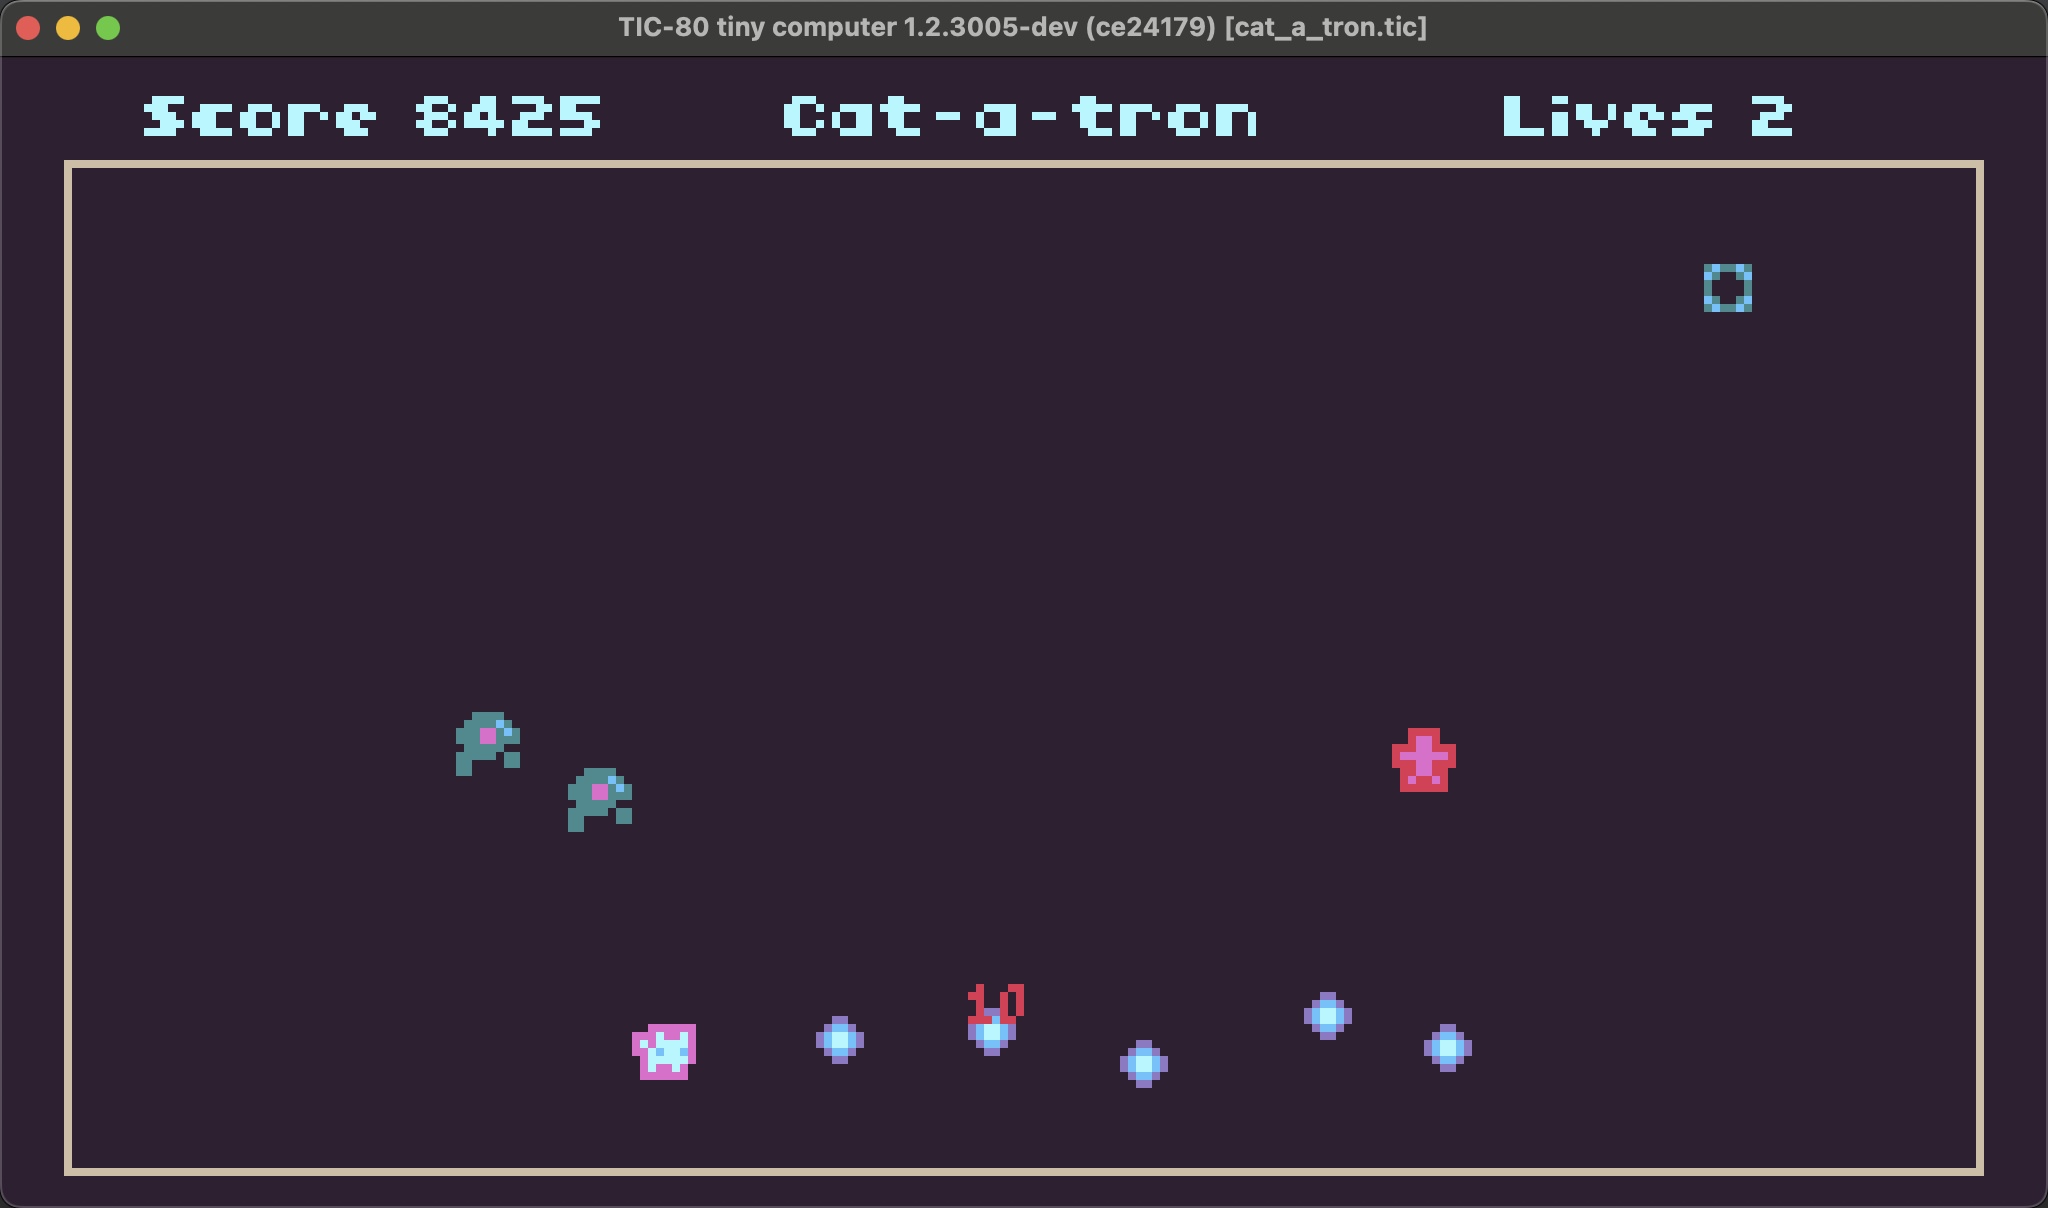 TIC-80 tiny computer 1.2.3005-dev (ce24179) [cat_a_tron.tic]
Score 8425 Cat-a-tron Lives 2
10